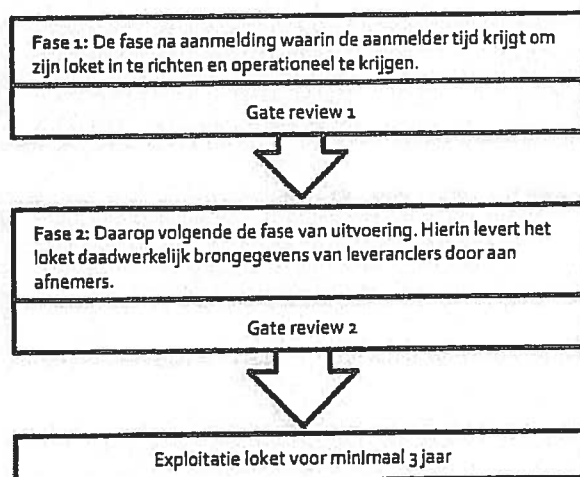 Fase 1: De fase na aanmelding waarin de aanmelder tijd krijgt om
zijn loket in te richten en operationeel te krijgen.
Gate review 1
Fase 2: Daarop volgende de fase van uitvoering. Hierin levert het
loket daadwerkelijk brongegevens van leveranciers door aan
afnemers.
Gate review 2
Exploitatie loket voor minimaal 3 jaar